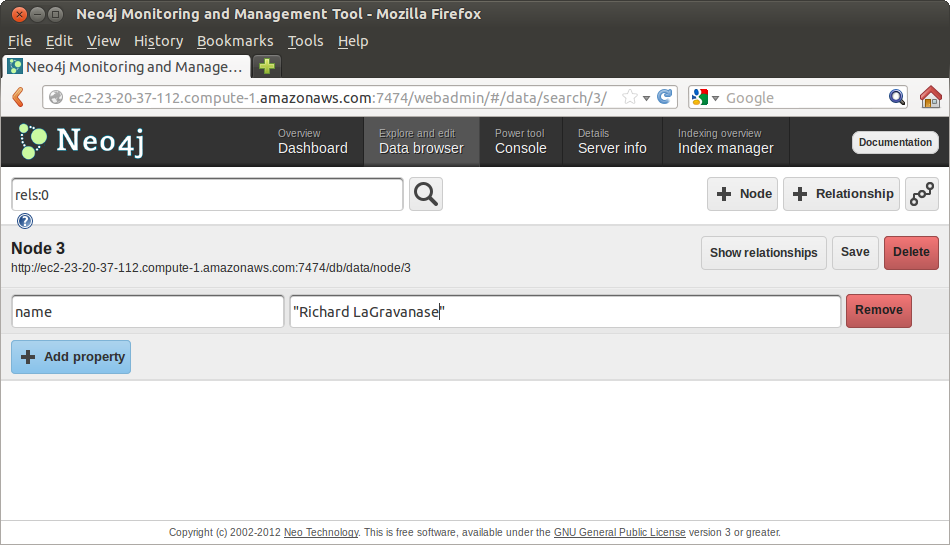 Neo4j Monitoring and Management Tool - Mozilla Firefox
File Edit View History Bookmarks Tools Help
Neo4j Monitoring and Manage...
ec2-23-20-37-112.compute-1.amazonaws.com:7474/webadmin/#/data/search/3/ Google
Neo4j
Overview
Dashboard
Explore and edit
Data browser
Power tool
Console
Details
Server info
Indexing overview
Index manager
Documentation
rels:0
Node
Relationship
?
Node 3
http://ec2-23-20-37-112.compute-1.amazonaws.com:7474/db/data/node/3
Show relationships Save Delete
name "Richard LaGravanase" Remove
Add property
Copyright (c) 2002-2012 Neo Technology. This is free software, available under the GNU General Public License version 3 or greater.